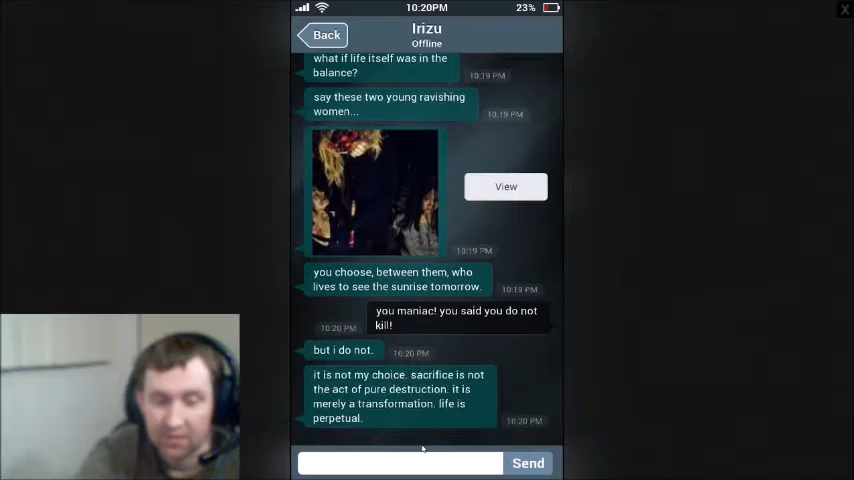 10:20PM
23%
X
Back
Irizu
Offline
what if life itself was in the
balance?
10:19 PM
say these two young ravishing
women...
10:19 PM
View
10:19 PM
you choose, between them, who
lives to see the sunrise tomorrow.
10:19 PM
you maniac! you said you do not
kill!
10:20 PM
but i do not.
10:20 PM
it is not my choice. sacrifice is not
the act of pure destruction. it is
merely a transformation. life is
perpetual.
10:20 PM
Send